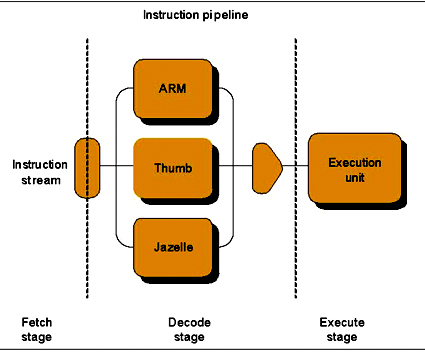 Instruction pipeline
ARM
Instruction
stream
Thumb
Execution
unit
Jazelle
Fetch
stage
Decode
stage
Execute
stage